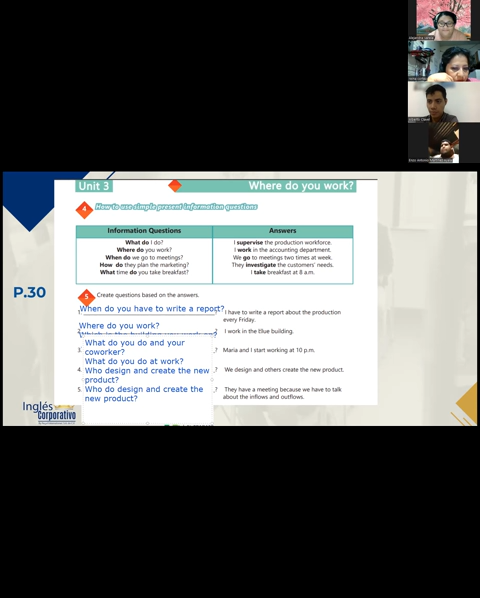 Unit 3
Where do you work?
4
How to use simple present information questions
Information Questions
Answers
What do I do?
Where do you work?
When do we go to meetings?
How do they plan the marketing?
What time do you take breakfast?
I supervise the production workforce.
I work in the accounting department.
We go to meetings two times at week.
They investigate the customers' needs.
I take breakfast at 8 a.m.
P.30
5
Create questions based on the answers.
1.
When do you have to write a report?
I have to write a report about the production
every Friday.
Where do you work?
2
?
I work in the blue building.
What do you do and your
coworker?
3.
.?
Maria and I start working at 10 p.m.
What do you do at work?
4.
Who design and create the new
product?
.?
We design and others create the new product.
5.
Who do design and create the
new product?
.?
They have a meeting because we have to talk
about the inflows and outflows.
Inglés
Corporativo